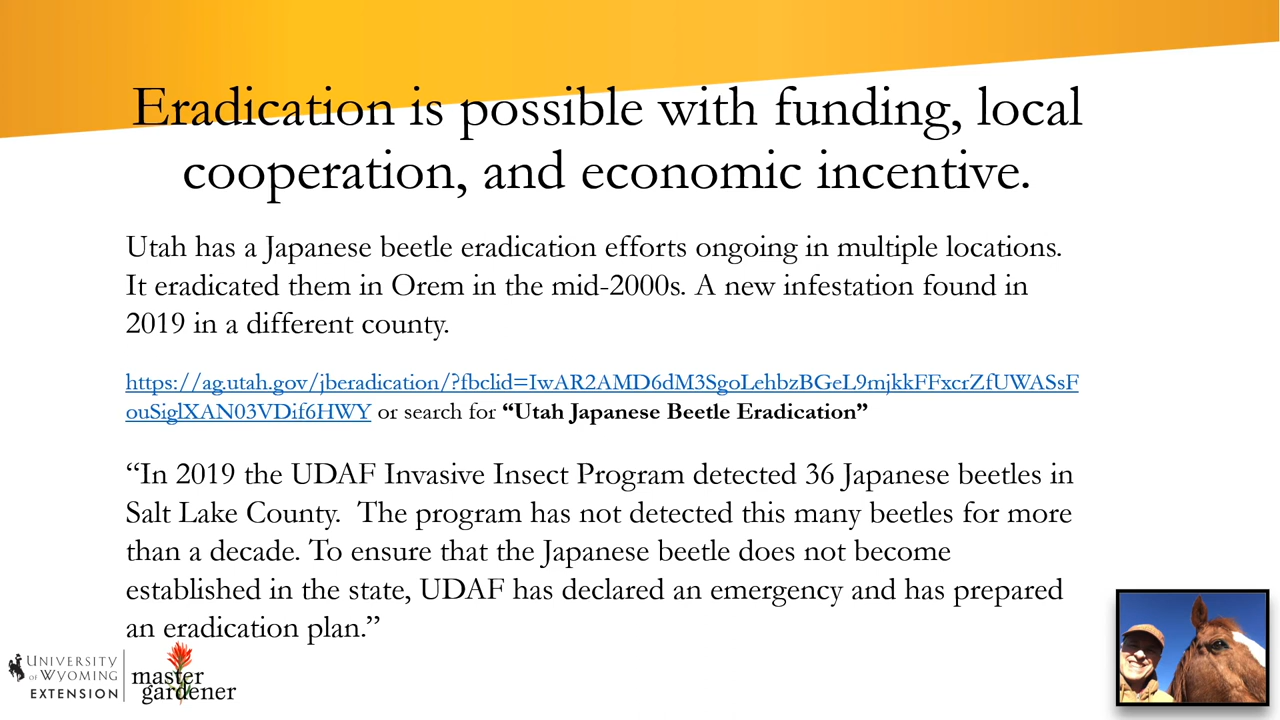 Eradication is possible with funding, local
cooperation, and economic incentive.
Utah has a Japanese beetle eradication efforts ongoing in multiple locations.
It eradicated them in Orem in the mid-2000s. A new infestation found in
2019 in a different county.
https://ag.utah.gov/jberadication/?fbclid=IwAR2AMD6dM3SgoLehbzBGeL9mjkkFFxcrZfUWASsF
ouSiglXAN03VDif6HWY or search for “Utah Japanese Beetle Eradication”
“In 2019 the UDAF Invasive Insect Program detected 36 Japanese beetles in
Salt Lake County.  The program has not detected this many beetles for more
than a decade. To ensure that the Japanese beetle does not become
established in the state, UDAF has declared an emergency and has prepared
an eradication plan.”
UNIVERSITY
OF WYOMING
EXTENSION
master
gardener